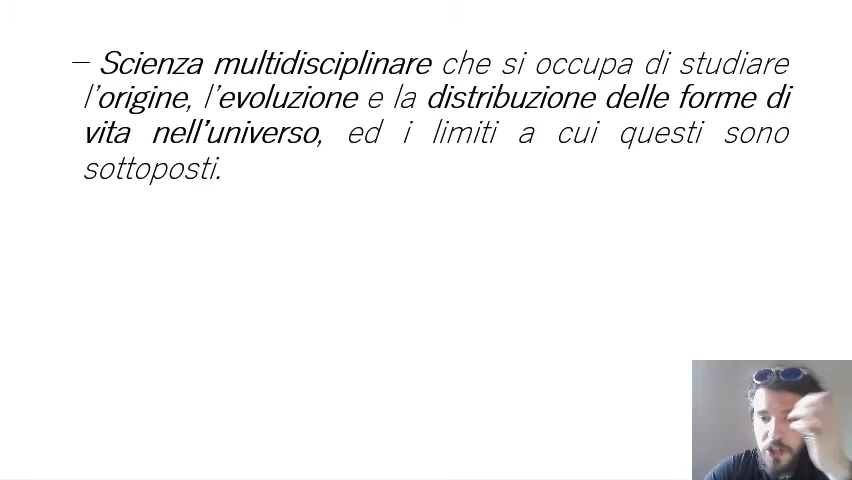 – Scienza multidisciplinare che si occupa di studiare
l'origine, l'evoluzione e la distribuzione delle forme di
vita nell'universo, ed i limiti a cui questi sono
sottoposti.